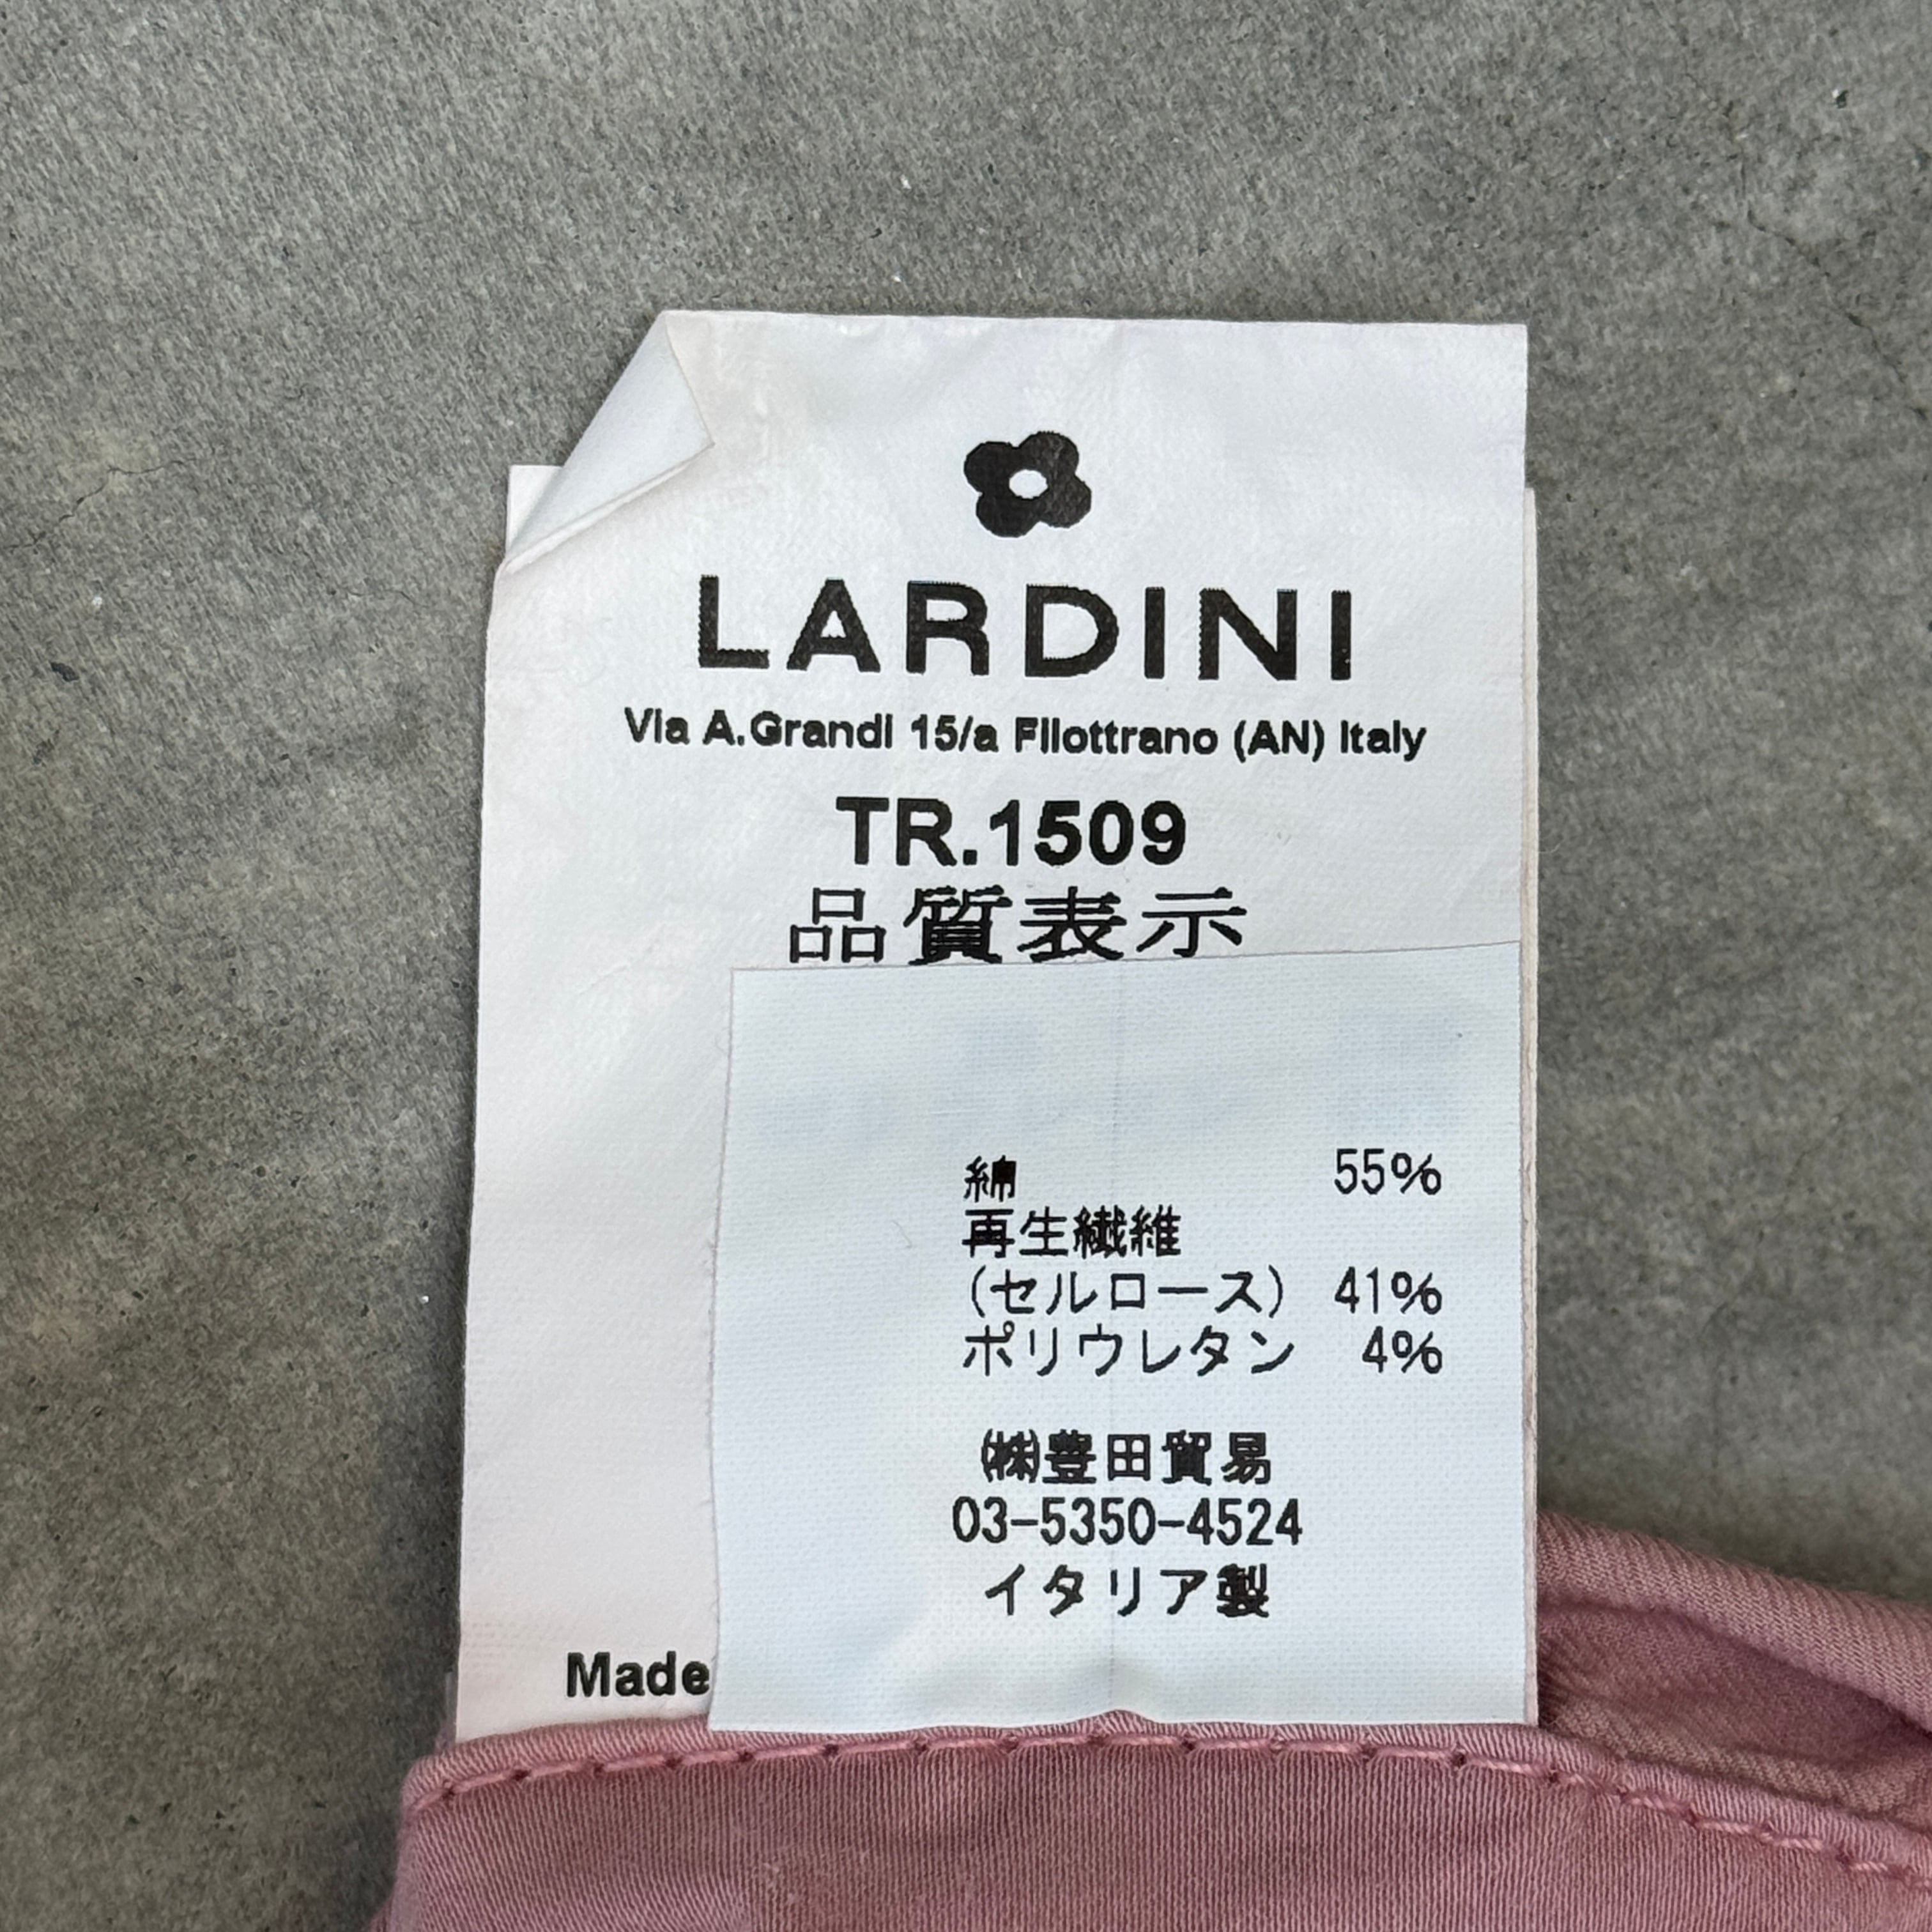 LARDINI
Via A.Grandi 15/a Filottrano (AN) Italy
TR.1509
品質表示
綿 55%
再生繊維
(セルロース) 41%
ポリウレタン 4%
㈱豊田貿易
03-5350-4524
イタリア製
Made